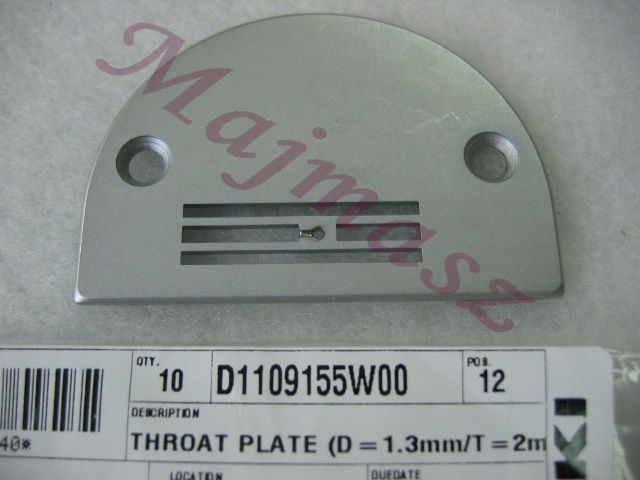 Majmasz
QTY. POS.
10 D1109155W00 12
40*
DESCRIPTION
THROAT PLATE (D=1.3mm/T=2m
LOCATION DUEDATE